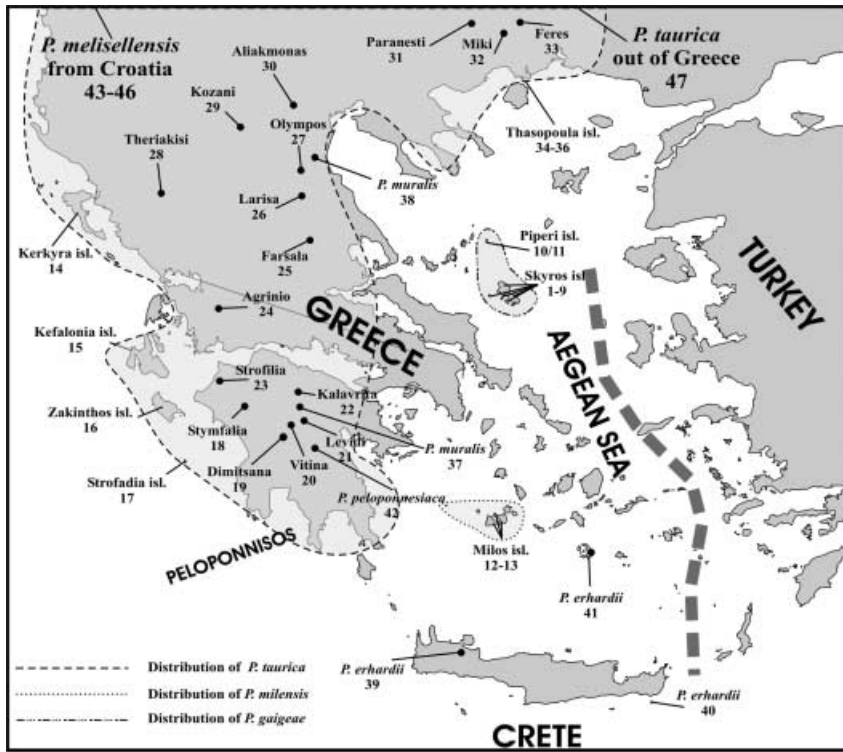 P. melisellensis
from Croatia
43-46
Aliakmonas
30
Kozani
29
Theriakisi
28
Olympos
27
Larisa
26
P. muralis
38
Farsala
25
Paranesti
31
Miki
32
Feres
33
P. taurica
out of Greece
47
Thasopoula isl.
34-36
Kerkyra isl.
14
Agrinio
24
GREECE
Piperi isl.
10/11
Skyros isl
1-9
TURKEY
AEGEAN SEA
Kefalonia isl.
15
Strofilia
23
Kalavrita
22
Zakinthos isl.
16
Stymfalia
18
Levidi
21
P. muralis
37
Dimitsana
19
Vitina
20
Strofadia isl.
17
P. peloponnesiaca
42
PELOPONNISOS
Milos isl.
12-13
P. erhardii
41
Distribution of P. taurica
Distribution of P. milensis
Distribution of P. gaigeae
P. erhardii
39
P. erhardii
40
CRETE